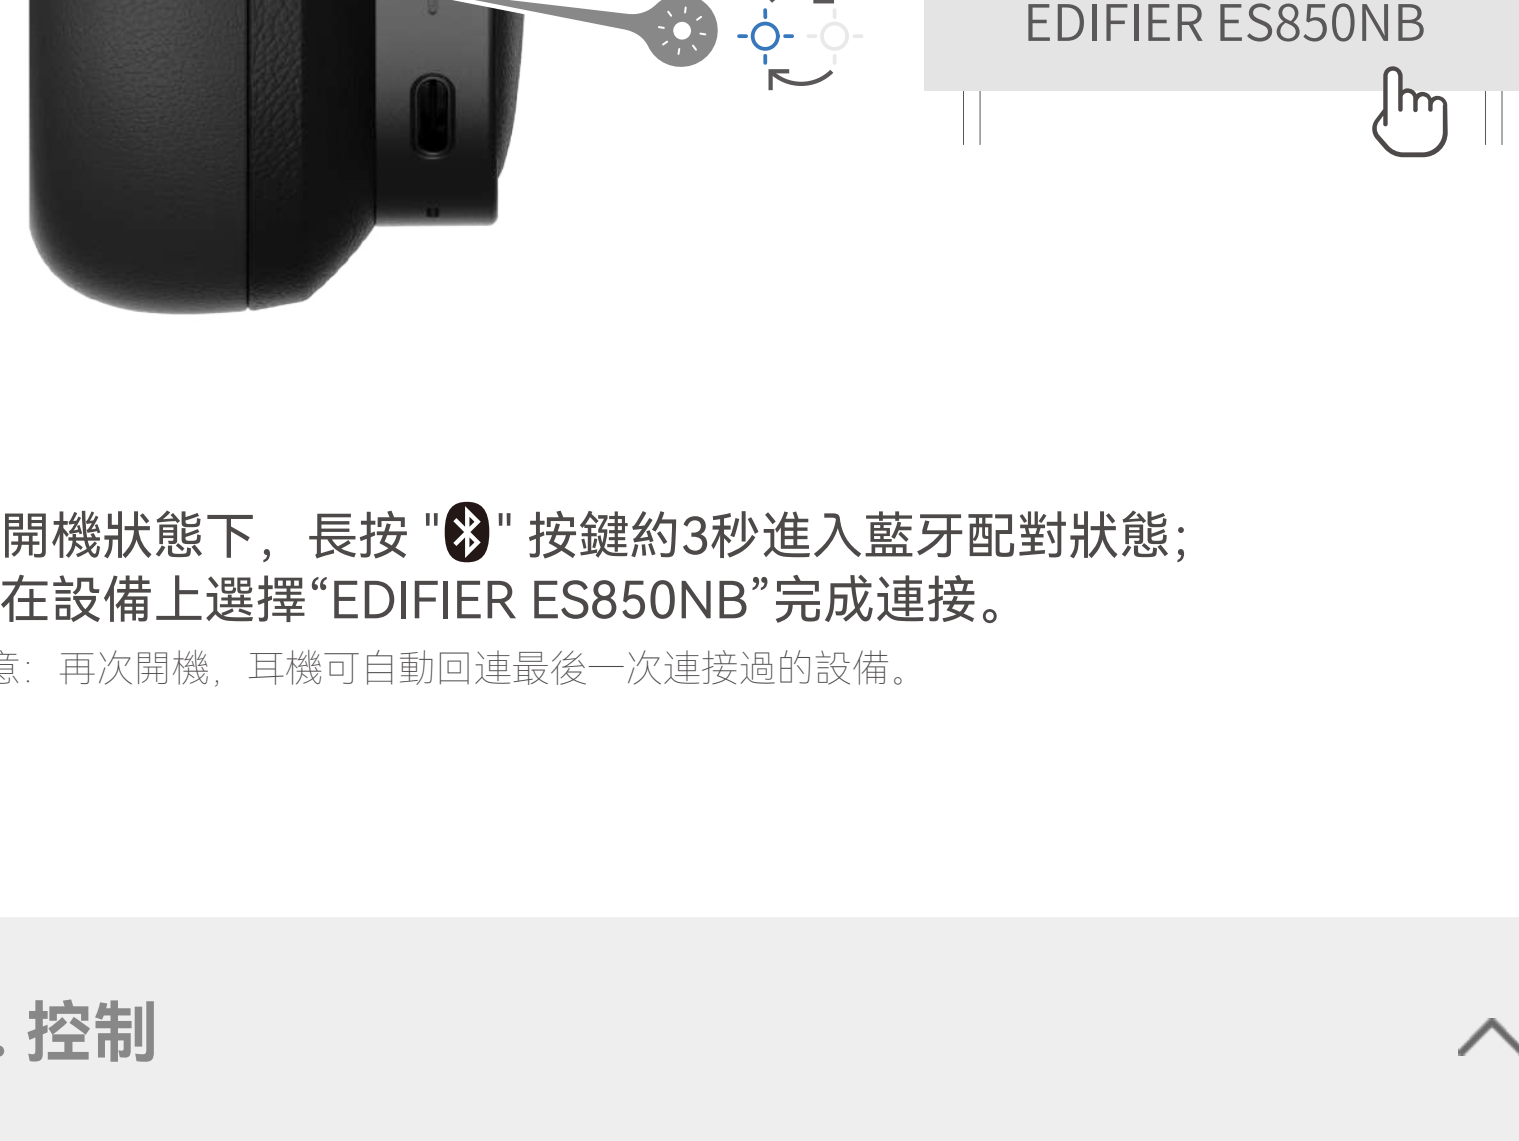 EDIFIER ES850NB
開機狀態下，長按 "" 按鍵約3秒進入藍牙配對狀態；
在設備上選擇“EDIFIER ES850NB”完成連接。
意：再次開機，耳機可自動回連最後一次連接過的設備。
. 控制